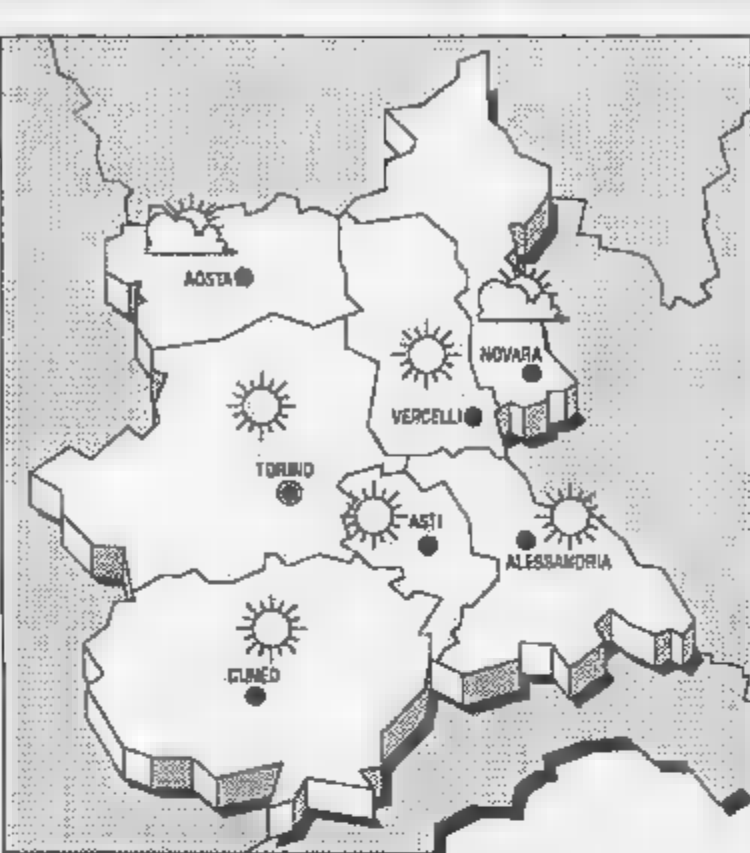 AOSTA
NOVARA
VERCELLI
TORINO
ASTI
ALESSANDRIA
CUNEO